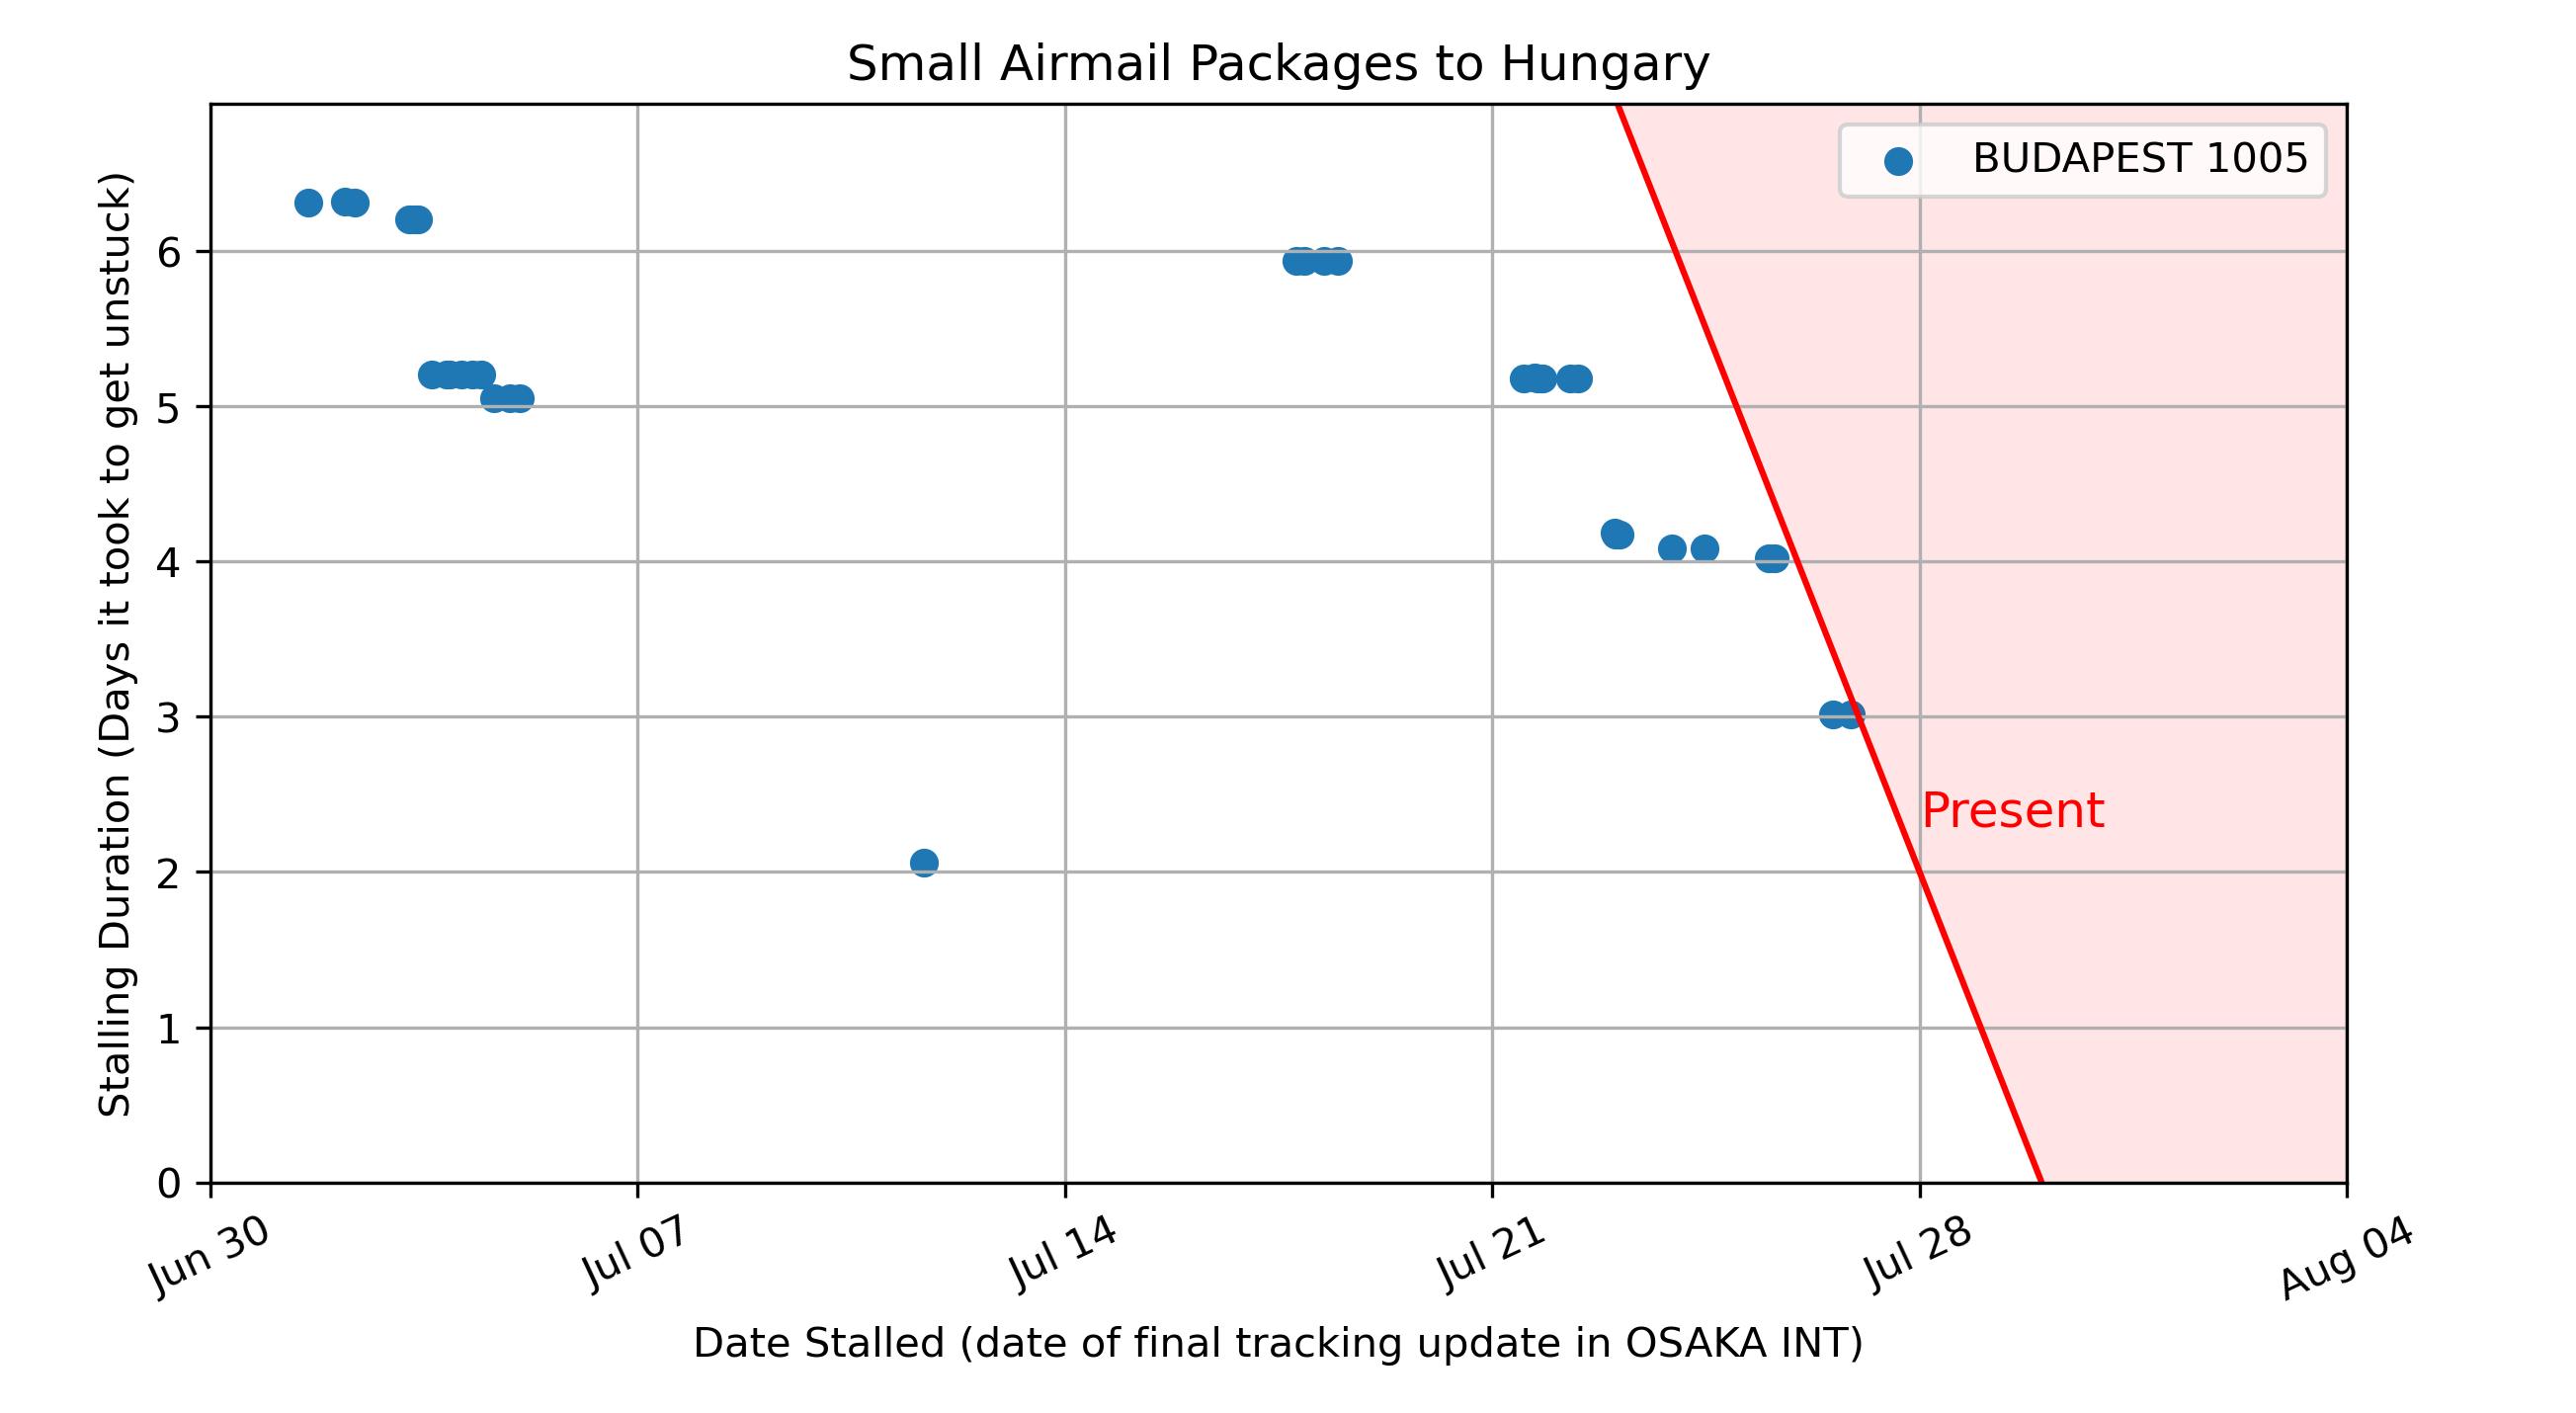 Small Airmail Packages to Hungary
BUDAPEST 1005
Present
Stalling Duration (Days it took to get unstuck)
6
5
4
3
2
1
0
Jun 30
Jul 07
Jul 14
Jul 21
Jul 28
Aug 04
Date Stalled (date of final tracking update in OSAKA INT)